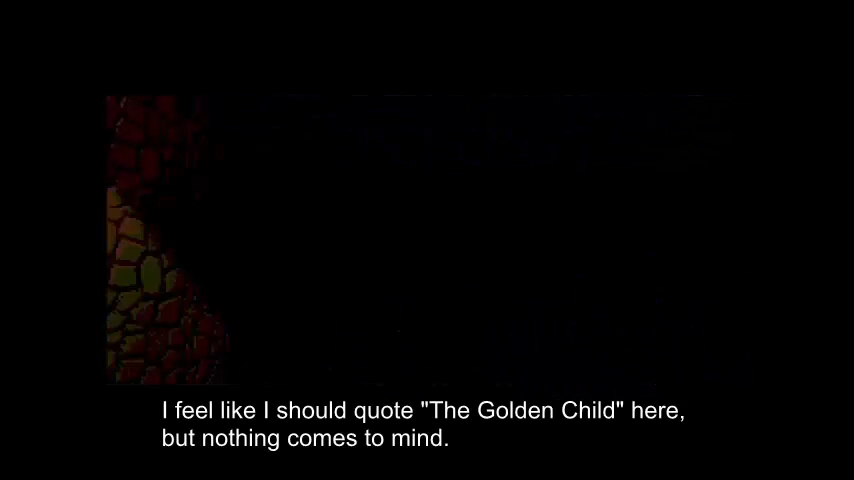 I feel like I should quote "The Golden Child" here,
but nothing comes to mind.